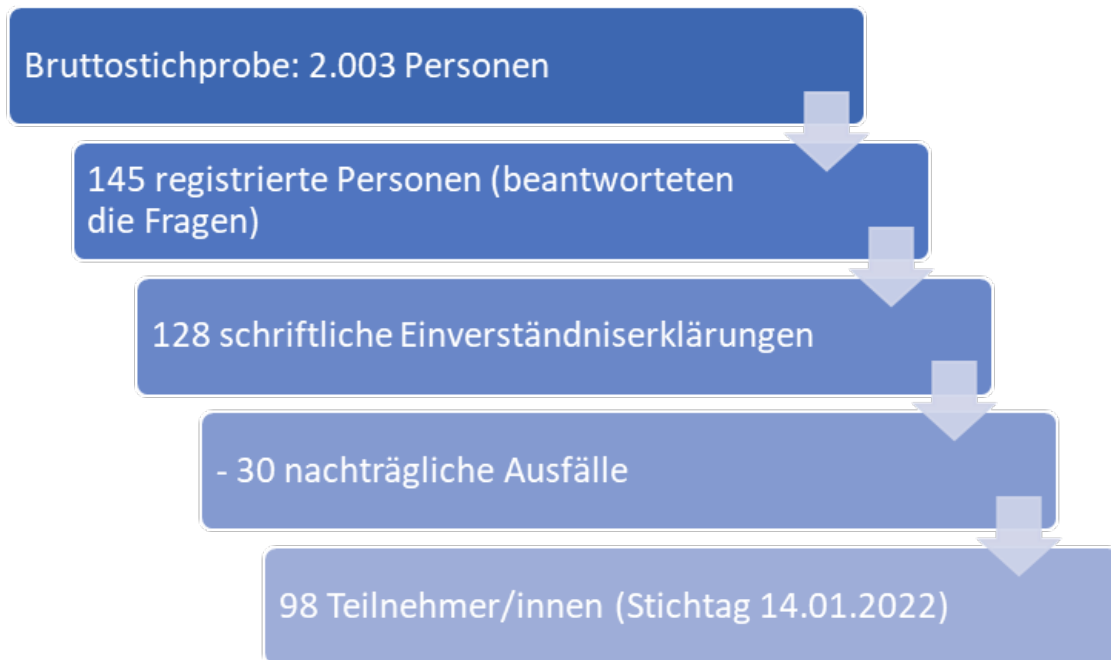 Bruttostichprobe: 2.003 Personen
145 registrierte Personen (beantworteten
die Fragen)
128 schriftliche Einverständniserklärungen
- 30 nachträgliche Ausfälle
98 Teilnehmer/innen (Stichtag 14.01.2022)